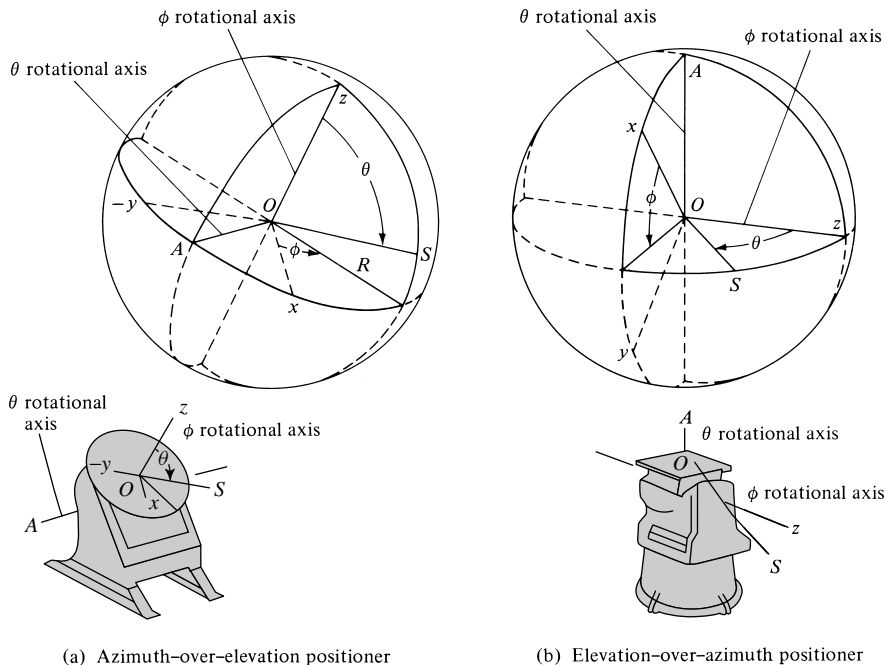 ϕ rotational axis
θ rotational axis
z
θ
−y
O
S
A
ϕ
R
x
θ rotational axis
ϕ rotational axis
A
x
ϕ
O
θ
z
S
y
θ rotational
axis
z
ϕ rotational axis
θ
−y
O
S
x
A
A
θ rotational axis
O
ϕ rotational axis
z
S
(a) Azimuth–over–elevation positioner
(b) Elevation–over–azimuth positioner